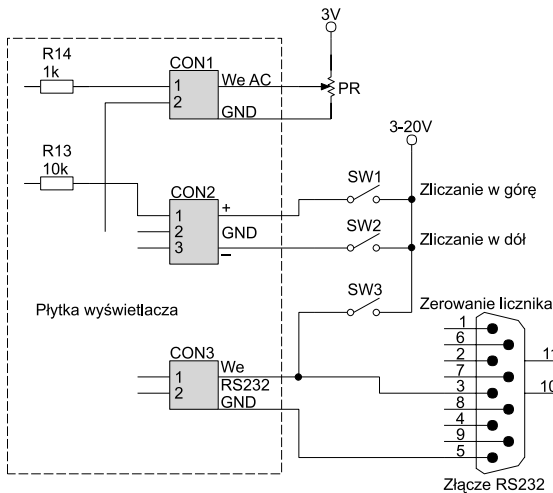 3V
R14
1k
CON1
1
2
We AC
GND
PR
3-20V
R13
10k
CON2
1
2
3
+
GND
–
SW1
Zliczanie w górę
SW2
Zliczanie w dół
SW3
Zerowanie licznika
Płytka wyświetlacza
CON3
1
2
We
RS232
GND
1
6
2
7
3
8
4
9
5
11
10
Złącze RS232